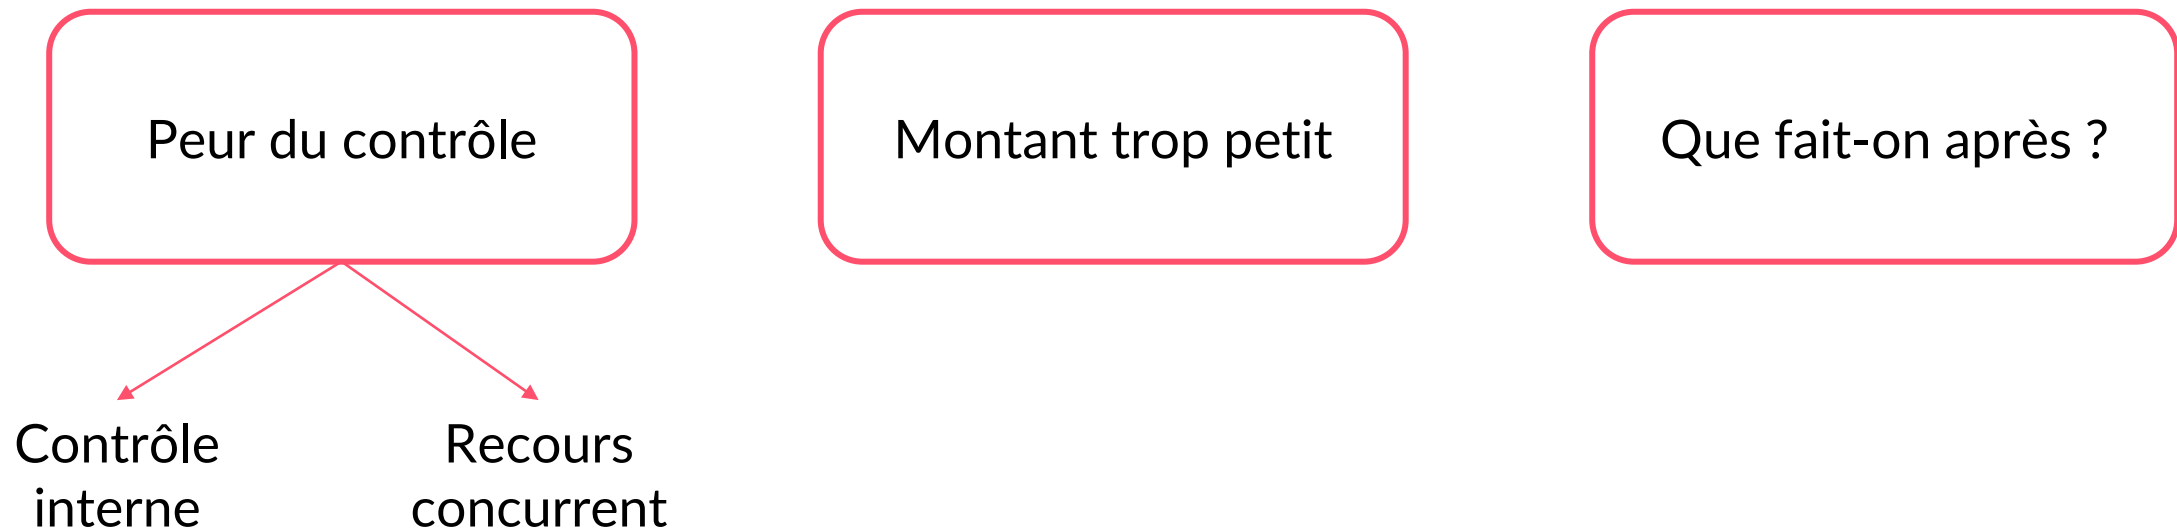 Peur du contrôle
Montant trop petit
Que fait-on après ?
Contrôle
interne
Recours
concurrent